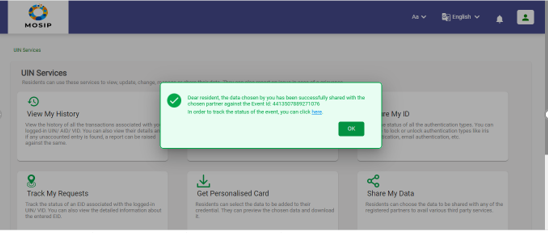 MOSIP
Aa
English
UIN Services
UIN Services
Residents can use these services to view, update, change,
Dear resident, the data chosen by you has been successfully shared with the
chosen partner against the Event Id: 4413507889271076
In order to track the status of the event, you can click here.
OK
View My History
View the history of all the transactions associated with
logged-in UIN/ AID/ VID. You can also view their details an
if any unaccounted entry is found, a report can be raised
against the same.
re My ID
status of all the authentication types. You can
to lock or unlock authentication types like iris
ication, email authentication, etc.
Track My Requests
Track the status of an EID associated with the logged in
UIN/ VID. You can also view the detailed information about
the entered EID.
Get Personalised Card
Residents can select the data to be added to their
credential. They can preview the chosen data and download
it.
Share My Data
Residents can choose the data to be shared with any of the
registered partners to avail various third party services.